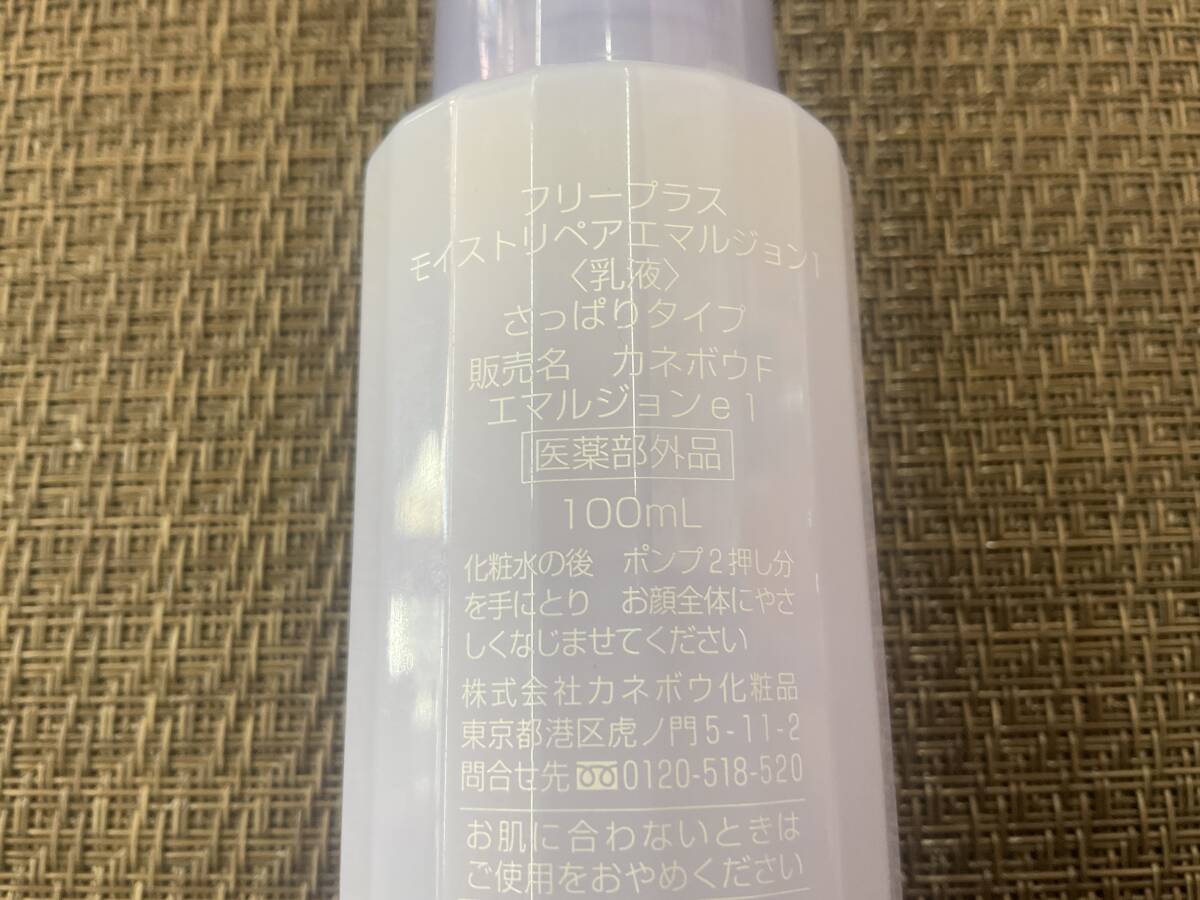 フリープラス
モイストリペアエマルジョン1
〈乳液〉
さっぱりタイプ
販売名　カネボウF
エマルジョンe1
医薬部外品
100mL
化粧水の後　ポンプ2押し分
を手にとり　お顔全体にやさ
しくなじませてください
株式会社カネボウ化粧品
東京都港区虎ノ門5-11-2
問合せ先 0120-518-520
お肌に合わないときは
ご使用をおやめください